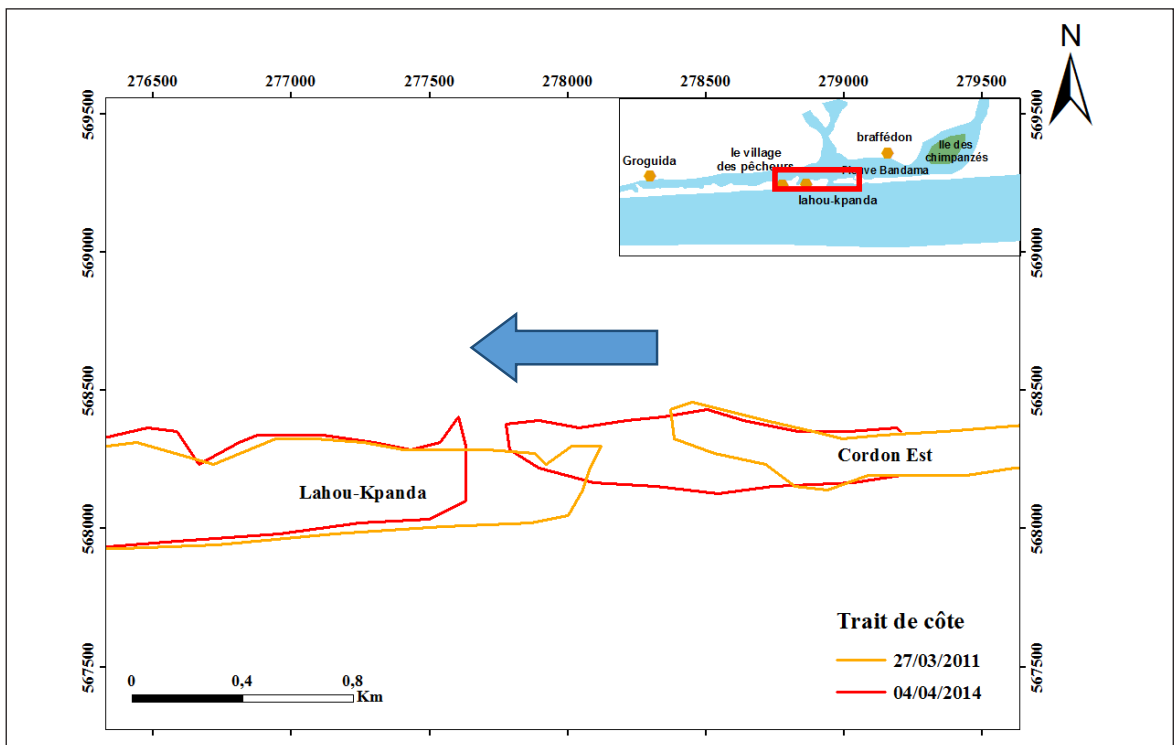 N
276500 277000 277500 278000 278500 279000 279500
569500
569000
568500
568000
567500
569500
569000
568500
568000
567500
Groguida
le village
des pêcheurs
braffédon
Ile des
chimpanzés
Fleuve Bandama
lahou-kpanda
Cordon Est
Lahou-Kpanda
Trait de côte
27/03/2011
04/04/2014
0 0,4 0,8
Km